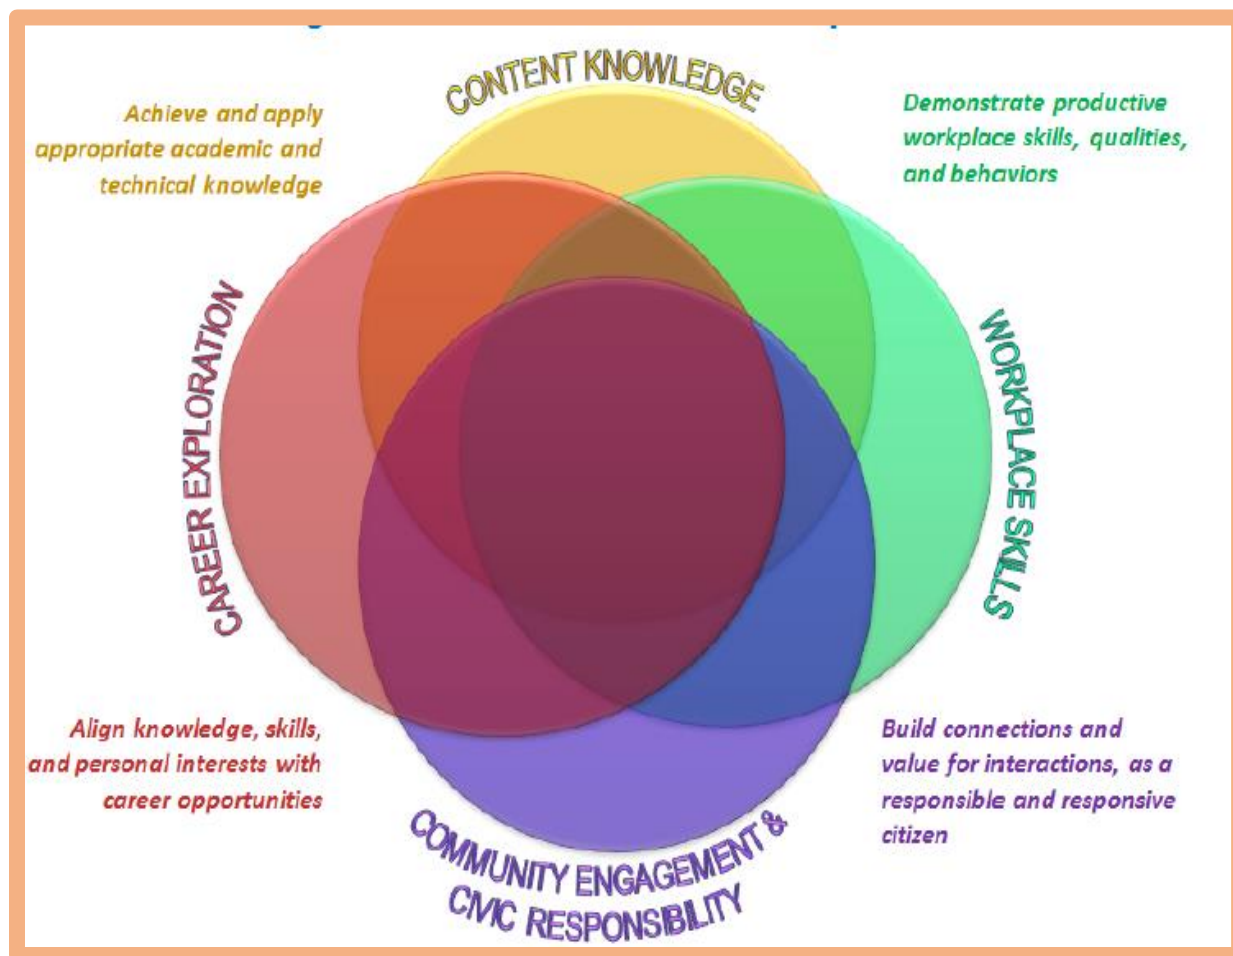 CONTENT KNOWLEDGE
Achieve and apply
appropriate academic and
technical knowledge
Demonstrate productive
workplace skills, qualities,
and behaviors
CAREER EXPLORATION
WORKPLACE SKILLS
Align knowledge, skills,
and personal interests with
career opportunities
Build connections and
value for interactions, as a
responsible and responsive
citizen
COMMUNITY ENGAGEMENT &
CIVIC RESPONSIBILITY